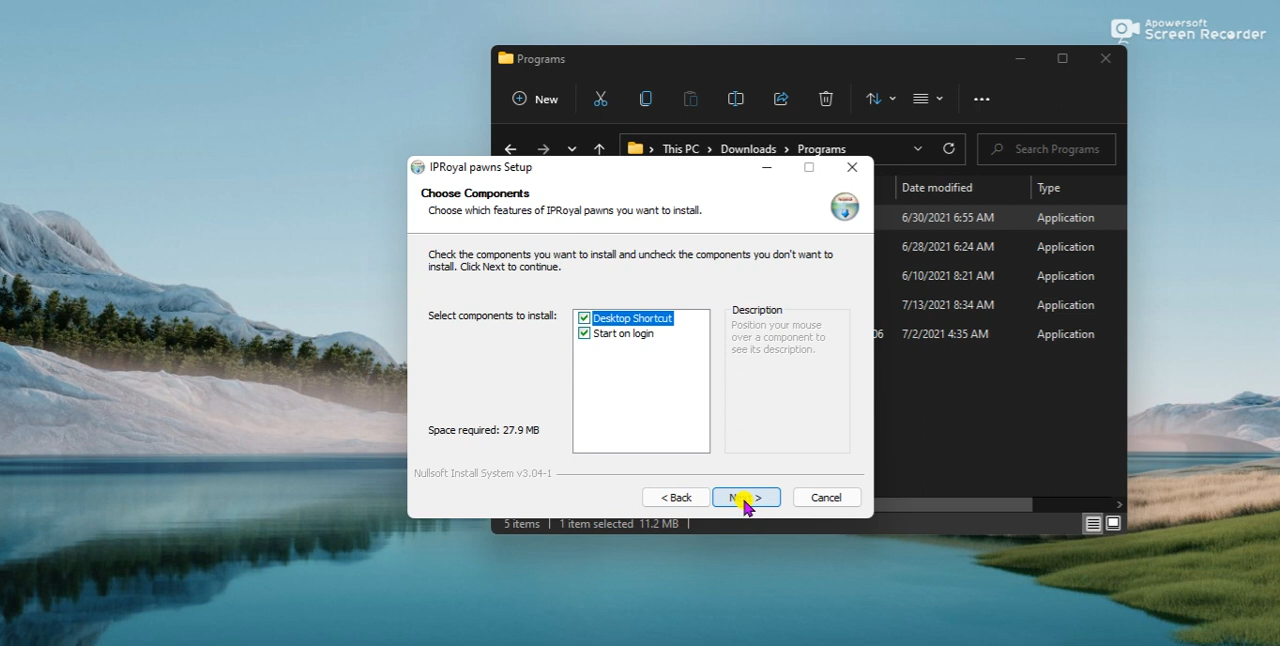 Apowersoft
Screen Recorder
Programs
New
This PC > Downloads > Programs
Search Programs
Date modified
Type
6/30/2021 6:55 AM
Application
6/28/2021 6:24 AM
Application
6/10/2021 8:21 AM
Application
7/13/2021 8:34 AM
Application
06
7/2/2021 4:35 AM
Application
5 items
1 item selected 11.2 MB
IPRoyal pawns Setup
Choose Components
Choose which features of IPRoyal pawns you want to install.
Check the components you want to install and uncheck the components you don't want to
install. Click Next to continue.
Select components to install:
Desktop Shortcut
Start on login
Description
Position your mouse
over a component to
see its description.
Space required: 27.9 MB
Nullsoft Install System v3.04-1
< Back
Cancel